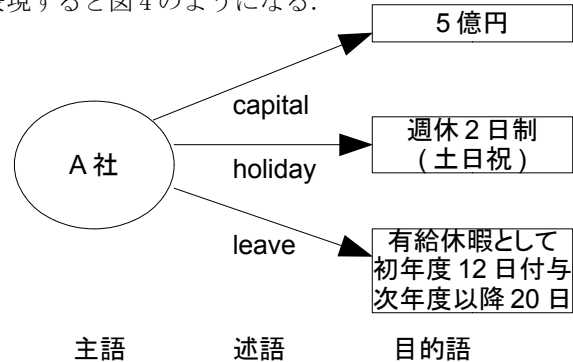 表現すると図4のようになる.
5億円
capital
A社
週休2日制
(土日祝)
holiday
leave
有給休暇として
初年度12日付与
次年度以降20日
主語 述語 目的語